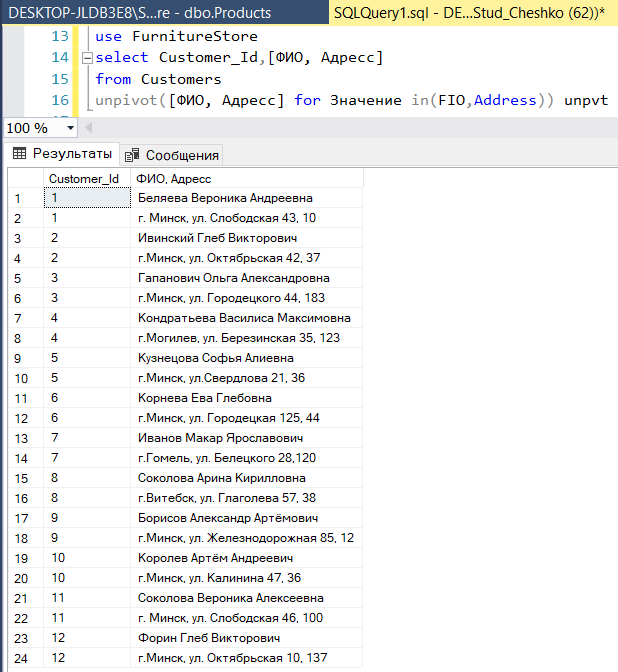 DESKTOP-JLDB3E8\S...re - dbo.Products
SQLQuery1.sql - DE...Stud_Cheshko (62))*
13 use FurnitureStore
14 select Customer_Id,[ФИО, Адресс]
15 from Customers
16 unpivot([ФИО, Адресс] for Значение in(FIO,Address)) unpvt
100 %
Результаты Сообщения
Customer_Id ФИО, Адресс
1 1 Беляева Вероника Андреевна
2 1 г. Минск, ул. Слободская 43, 10
3 2 Ивинский Глеб Викторович
4 2 г.Минск, ул. Октябрьская 42, 37
5 3 Гапанович Ольга Александровна
6 3 г.Минск, ул. Городецкого 44, 183
7 4 Кондратьева Василиса Максимовна
8 4 г.Могилев, ул. Березинская 35, 123
9 5 Кузнецова Софья Алиевна
10 5 г.Минск, ул.Свердлова 21, 36
11 6 Корнева Ева Глебовна
12 6 г.Минск, ул. Городецкая 125, 44
13 7 Иванов Макар Ярославович
14 7 г.Гомель, ул. Белецкого 28,120
15 8 Соколова Арина Кирилловна
16 8 г.Витебск, ул. Глаголева 57, 38
17 9 Борисов Александр Артёмович
18 9 г.Минск, ул. Железнодорожная 85, 12
19 10 Королев Артём Андреевич
20 10 г.Минск, ул. Калинина 47, 36
21 11 Соколова Вероника Алексеевна
22 11 г. Минск, ул. Слободская 46, 100
23 12 Форин Глеб Викторович
24 12 г.Минск, ул. Октябрьская 10, 137